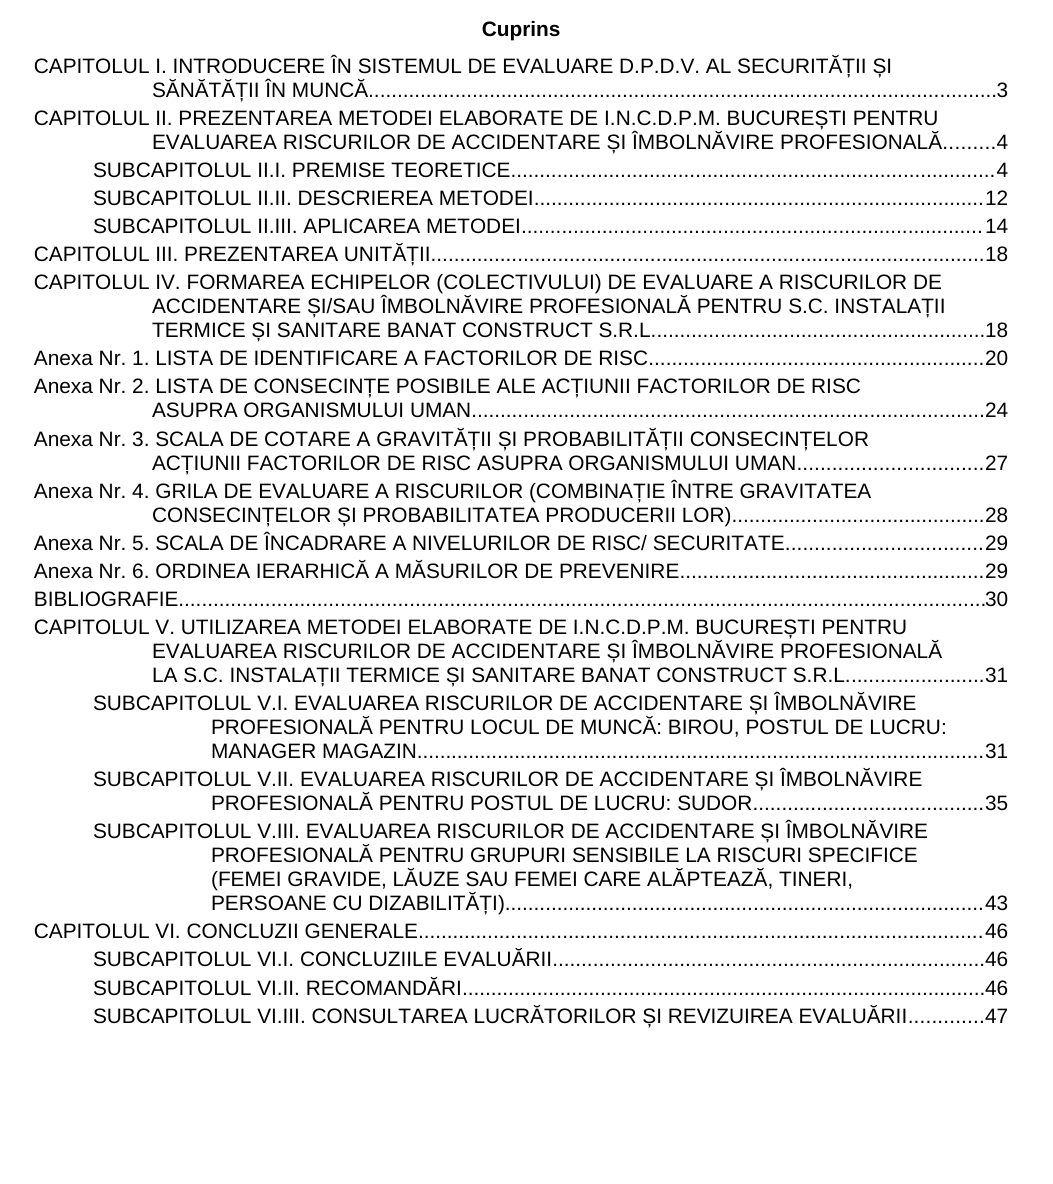 Cuprins
CAPITOLUL I. INTRODUCERE ÎN SISTEMUL DE EVALUARE D.P.D.V. AL SECURITĂȚII ȘI
SĂNĂTĂȚII ÎN MUNCĂ...................................................................................................................3
CAPITOLUL II. PREZENTAREA METODEI ELABORATE DE I.N.C.D.P.M. BUCUREȘTI PENTRU
EVALUAREA RISCURILOR DE ACCIDENTARE ȘI ÎMBOLNĂVIRE PROFESIONALĂ.........4
SUBCAPITOLUL II.I. PREMISE TEORETICE.....................................................................................4
SUBCAPITOLUL II.II. DESCRIEREA METODEI...............................................................................12
SUBCAPITOLUL II.III. APLICAREA METODEI.................................................................................14
CAPITOLUL III. PREZENTAREA UNITĂȚII..................................................................................................18
CAPITOLUL IV. FORMAREA ECHIPELOR (COLECTIVULUI) DE EVALUARE A RISCURILOR DE
ACCIDENTARE ȘI/SAU ÎMBOLNĂVIRE PROFESIONALĂ PENTRU S.C. INSTALAȚII
TERMICE ȘI SANITARE BANAT CONSTRUCT S.R.L...........................................................18
Anexa Nr. 1. LISTA DE IDENTIFICARE A FACTORILOR DE RISC...........................................................20
Anexa Nr. 2. LISTA DE CONSECINȚE POSIBILE ALE ACȚIUNII FACTORILOR DE RISC
ASUPRA ORGANISMULUI UMAN..........................................................................................24
Anexa Nr. 3. SCALA DE COTARE A GRAVITĂȚII ȘI PROBABILITĂȚII CONSECINȚELOR
ACȚIUNII FACTORILOR DE RISC ASUPRA ORGANISMULUI UMAN.................................27
Anexa Nr. 4. GRILA DE EVALUARE A RISCURILOR (COMBINAȚIE ÎNTRE GRAVITATEA
CONSECINȚELOR ȘI PROBABILITATEA PRODUCERII LOR)............................................28
Anexa Nr. 5. SCALA DE ÎNCADRARE A NIVELURILOR DE RISC/ SECURITATE...................................29
Anexa Nr. 6. ORDINEA IERARHICĂ A MĂSURILOR DE PREVENIRE.....................................................29
BIBLIOGRAFIE..............................................................................................................................................30
CAPITOLUL V. UTILIZAREA METODEI ELABORATE DE I.N.C.D.P.M. BUCUREȘTI PENTRU
EVALUAREA RISCURILOR DE ACCIDENTARE ȘI ÎMBOLNĂVIRE PROFESIONALĂ
LA S.C. INSTALAȚII TERMICE ȘI SANITARE BANAT CONSTRUCT S.R.L........................31
SUBCAPITOLUL V.I. EVALUAREA RISCURILOR DE ACCIDENTARE ȘI ÎMBOLNĂVIRE
PROFESIONALĂ PENTRU LOCUL DE MUNCĂ: BIROU, POSTUL DE LUCRU:
MANAGER MAGAZIN...................................................................................................31
SUBCAPITOLUL V.II. EVALUAREA RISCURILOR DE ACCIDENTARE ȘI ÎMBOLNĂVIRE
PROFESIONALĂ PENTRU POSTUL DE LUCRU: SUDOR........................................35
SUBCAPITOLUL V.III. EVALUAREA RISCURILOR DE ACCIDENTARE ȘI ÎMBOLNĂVIRE
PROFESIONALĂ PENTRU GRUPURI SENSIBILE LA RISCURI SPECIFICE
(FEMEI GRAVIDE, LĂUZE SAU FEMEI CARE ALĂPTEAZĂ, TINERI,
PERSOANE CU DIZABILITĂȚI)....................................................................................43
CAPITOLUL VI. CONCLUZII GENERALE....................................................................................................46
SUBCAPITOLUL VI.I. CONCLUZIILE EVALUĂRII............................................................................46
SUBCAPITOLUL VI.II. RECOMANDĂRI............................................................................................46
SUBCAPITOLUL VI.III. CONSULTAREA LUCRĂTORILOR ȘI REVIZUIREA EVALUĂRII.............47